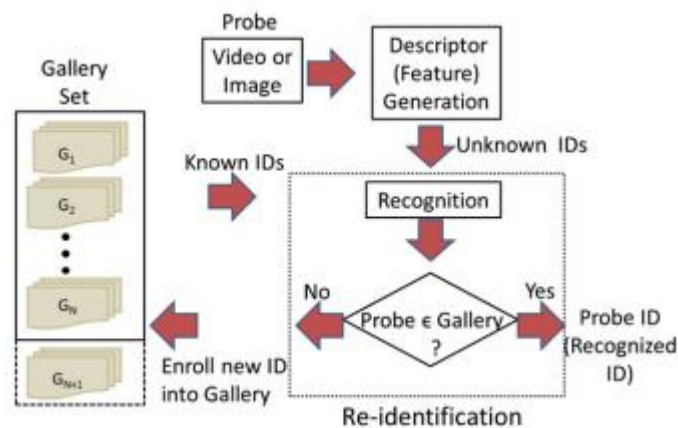 Probe
Video or
Image
Descriptor
(Feature)
Generation
Gallery
Set
G1
G2
GN
GN+1
Known IDs
Unknown IDs
Recognition
Probe ϵ Gallery
?
No
Yes
Probe ID
(Recognized
ID)
Enroll new ID
into Gallery
Re-identification